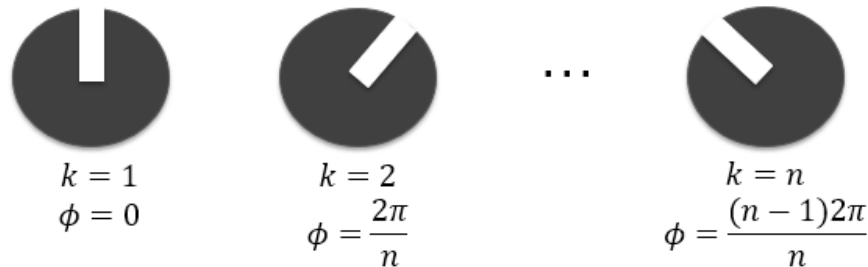 k = 1
ϕ = 0
k = 2
ϕ = 2π/n
...
k = n
ϕ = (n − 1)2π/n